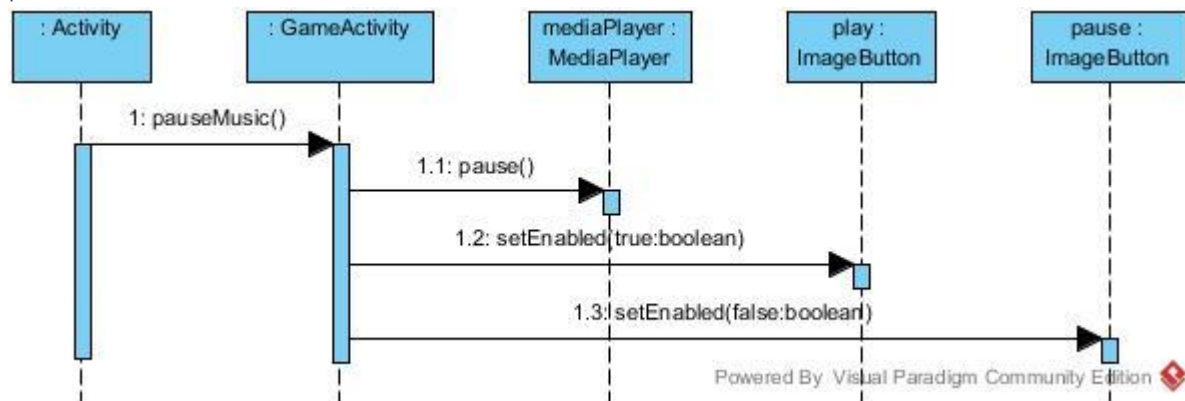 : Activity
: GameActivity
mediaPlayer :
MediaPlayer
play :
ImageButton
pause :
ImageButton
1: pauseMusic()
1.1: pause()
1.2: setEnabled(true:boolean)
1.3: setEnabled(false:boolean)
Powered By Visual Paradigm Community Edition